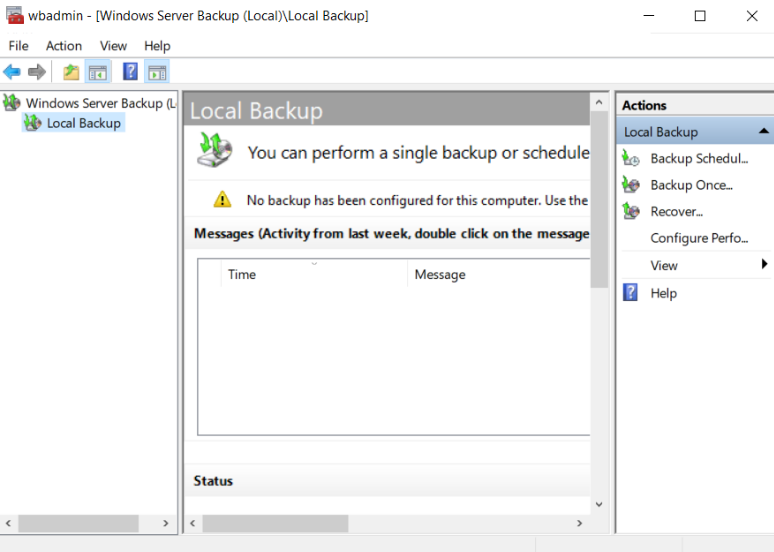 wbadmin - [Windows Server Backup (Local)\Local Backup]
File Action View Help
Windows Server Backup (L
Local Backup
Local Backup
You can perform a single backup or schedule
No backup has been configured for this computer. Use the
Messages (Activity from last week, double click on the message
Time Message
Status
Actions
Local Backup
Backup Schedul...
Backup Once...
Recover...
Configure Perfo...
View
Help